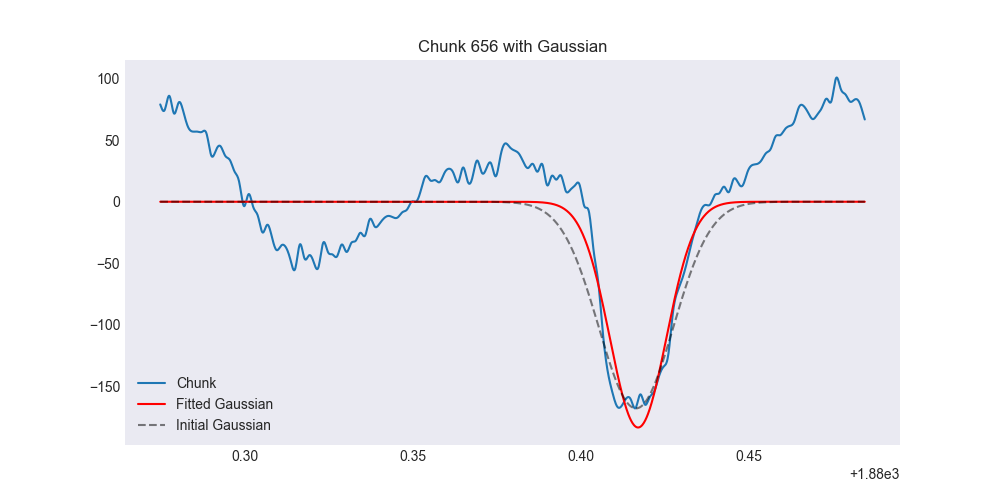 Chunk 656 with Gaussian
100
50
0
−50
−100
−150
Chunk
Fitted Gaussian
Initial Gaussian
0.30 0.35 0.40 0.45
+1.88e3